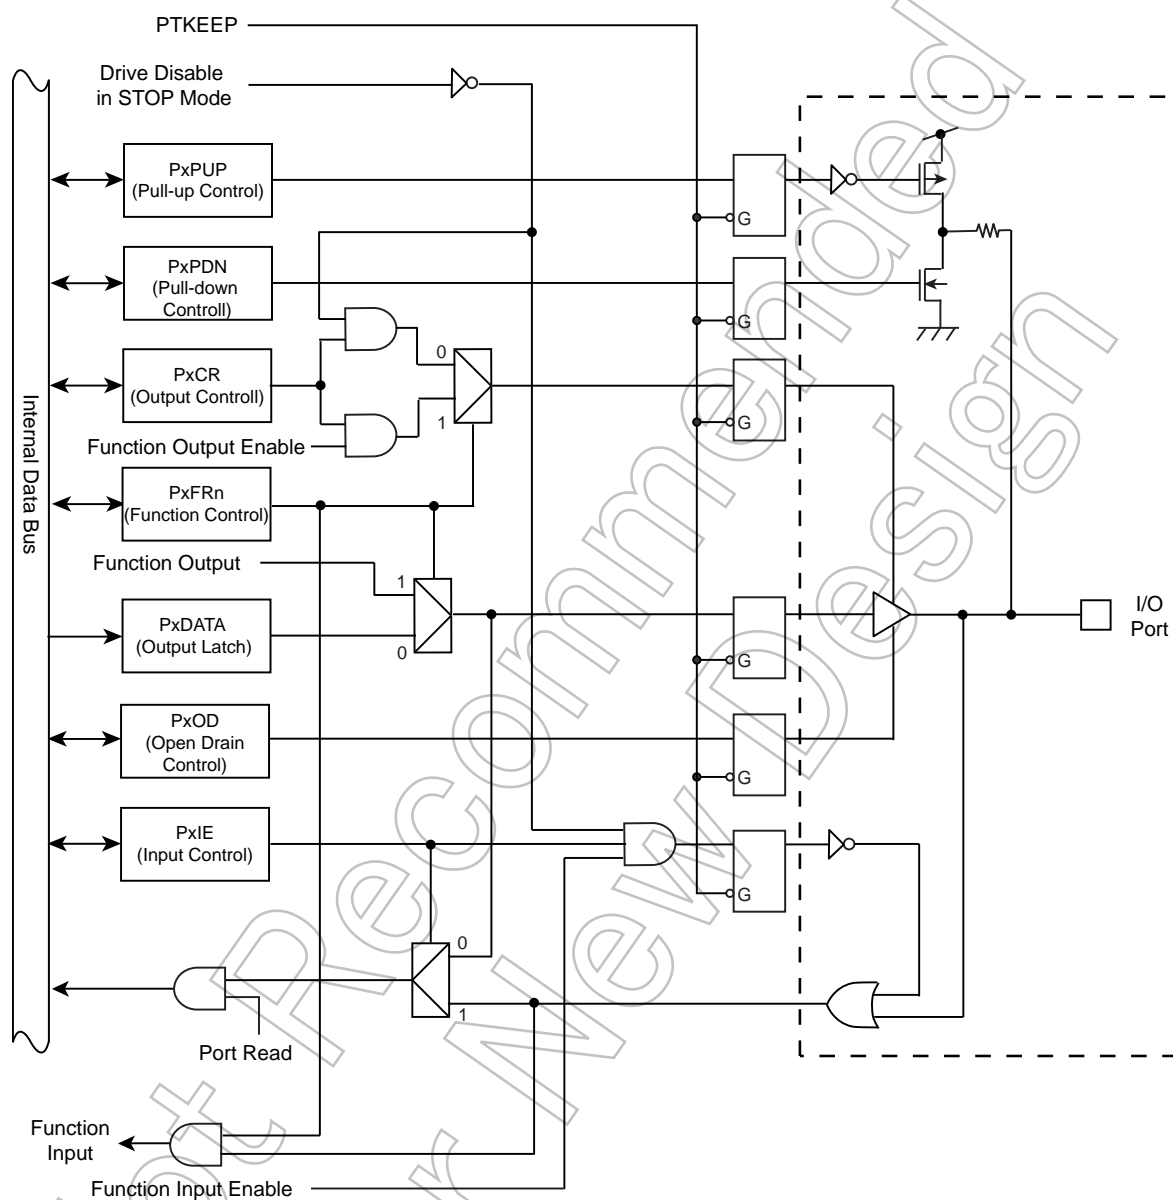 PTKEEP
Drive Disable
in STOP Mode
PxPUP
(Pull-up Control)
G
PxPDN
(Pull-down
Controll)
G
0
PxCR
(Output Controll)
1
G
Function Output Enable
Internal Data Bus
PxFRn
(Function Control)
Function Output
1
PxDATA
(Output Latch)
0
G
I/O
Port
PxOD
(Open Drain
Control)
G
PxIE
(Input Control)
G
0
1
Port Read
Function
Input
Function Input Enable
ot Recommended
r New Design